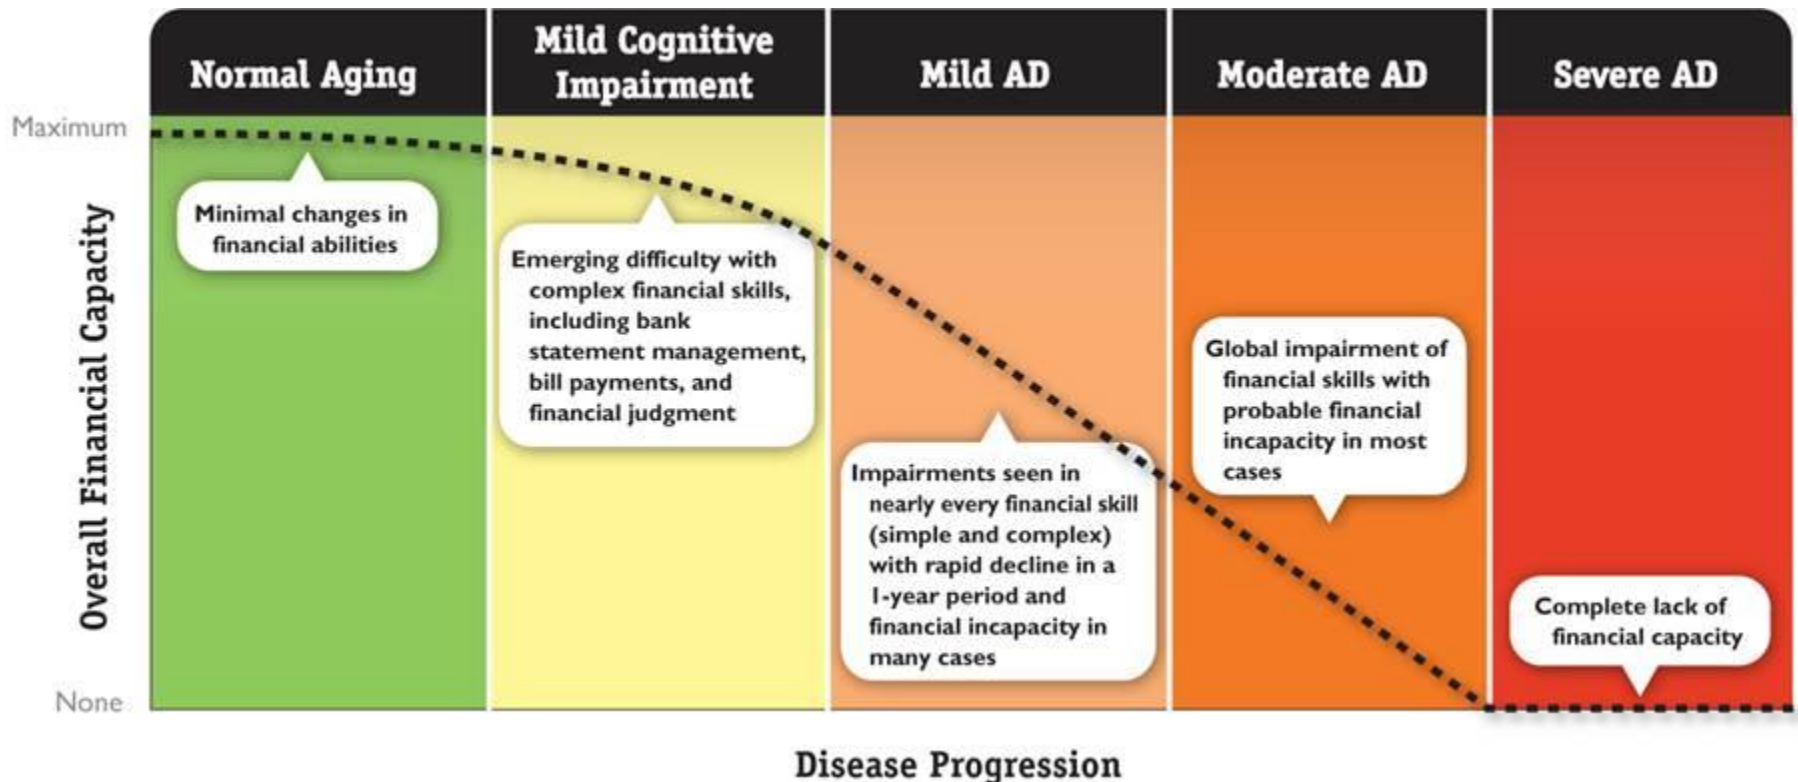 Normal Aging
Mild Cognitive
Impairment
Mild AD
Moderate AD
Severe AD
Maximum
None
Overall Financial Capacity
Minimal changes in
financial abilities
Emerging difficulty with
complex financial skills,
including bank
statement management,
bill payments, and
financial judgment
Impairments seen in
nearly every financial skill
(simple and complex)
with rapid decline in a
1-year period and
financial incapacity in
many cases
Global impairment of
financial skills with
probable financial
incapacity in most
cases
Complete lack of
financial capacity
Disease Progression